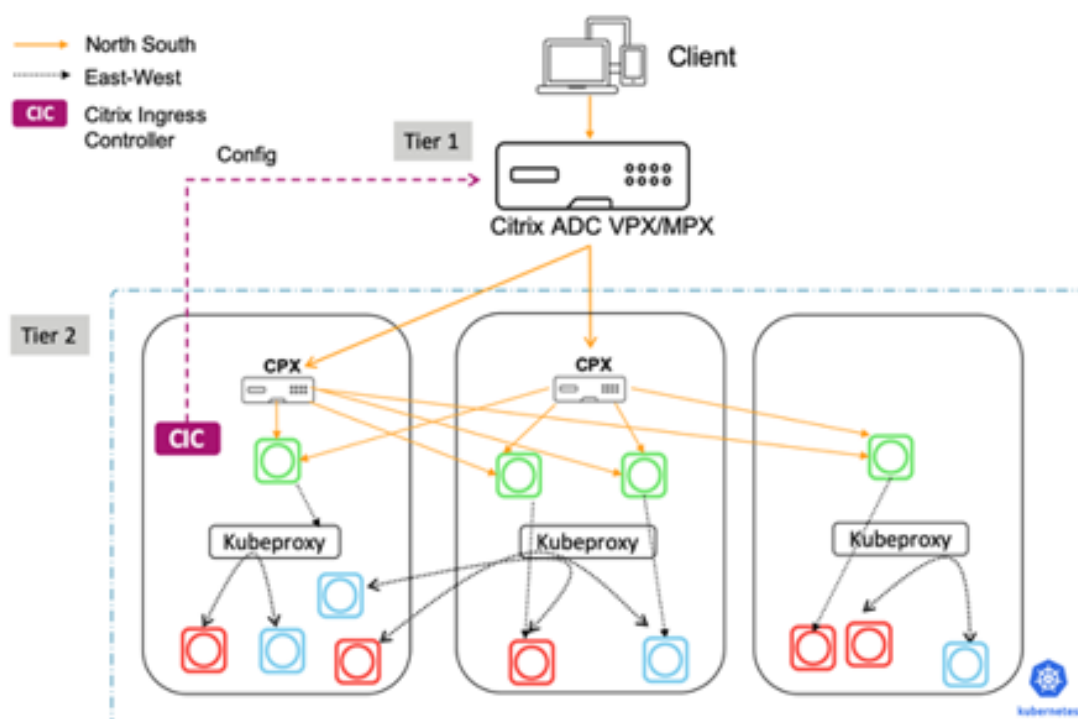 North South
East-West
CIC
Citrix Ingress
Controller
Client
Tier 1
Config
Citrix ADC VPX/MPX
Tier 2
CPX
CPX
CIC
Kubeproxy
Kubeproxy
Kubeproxy
kubernetes